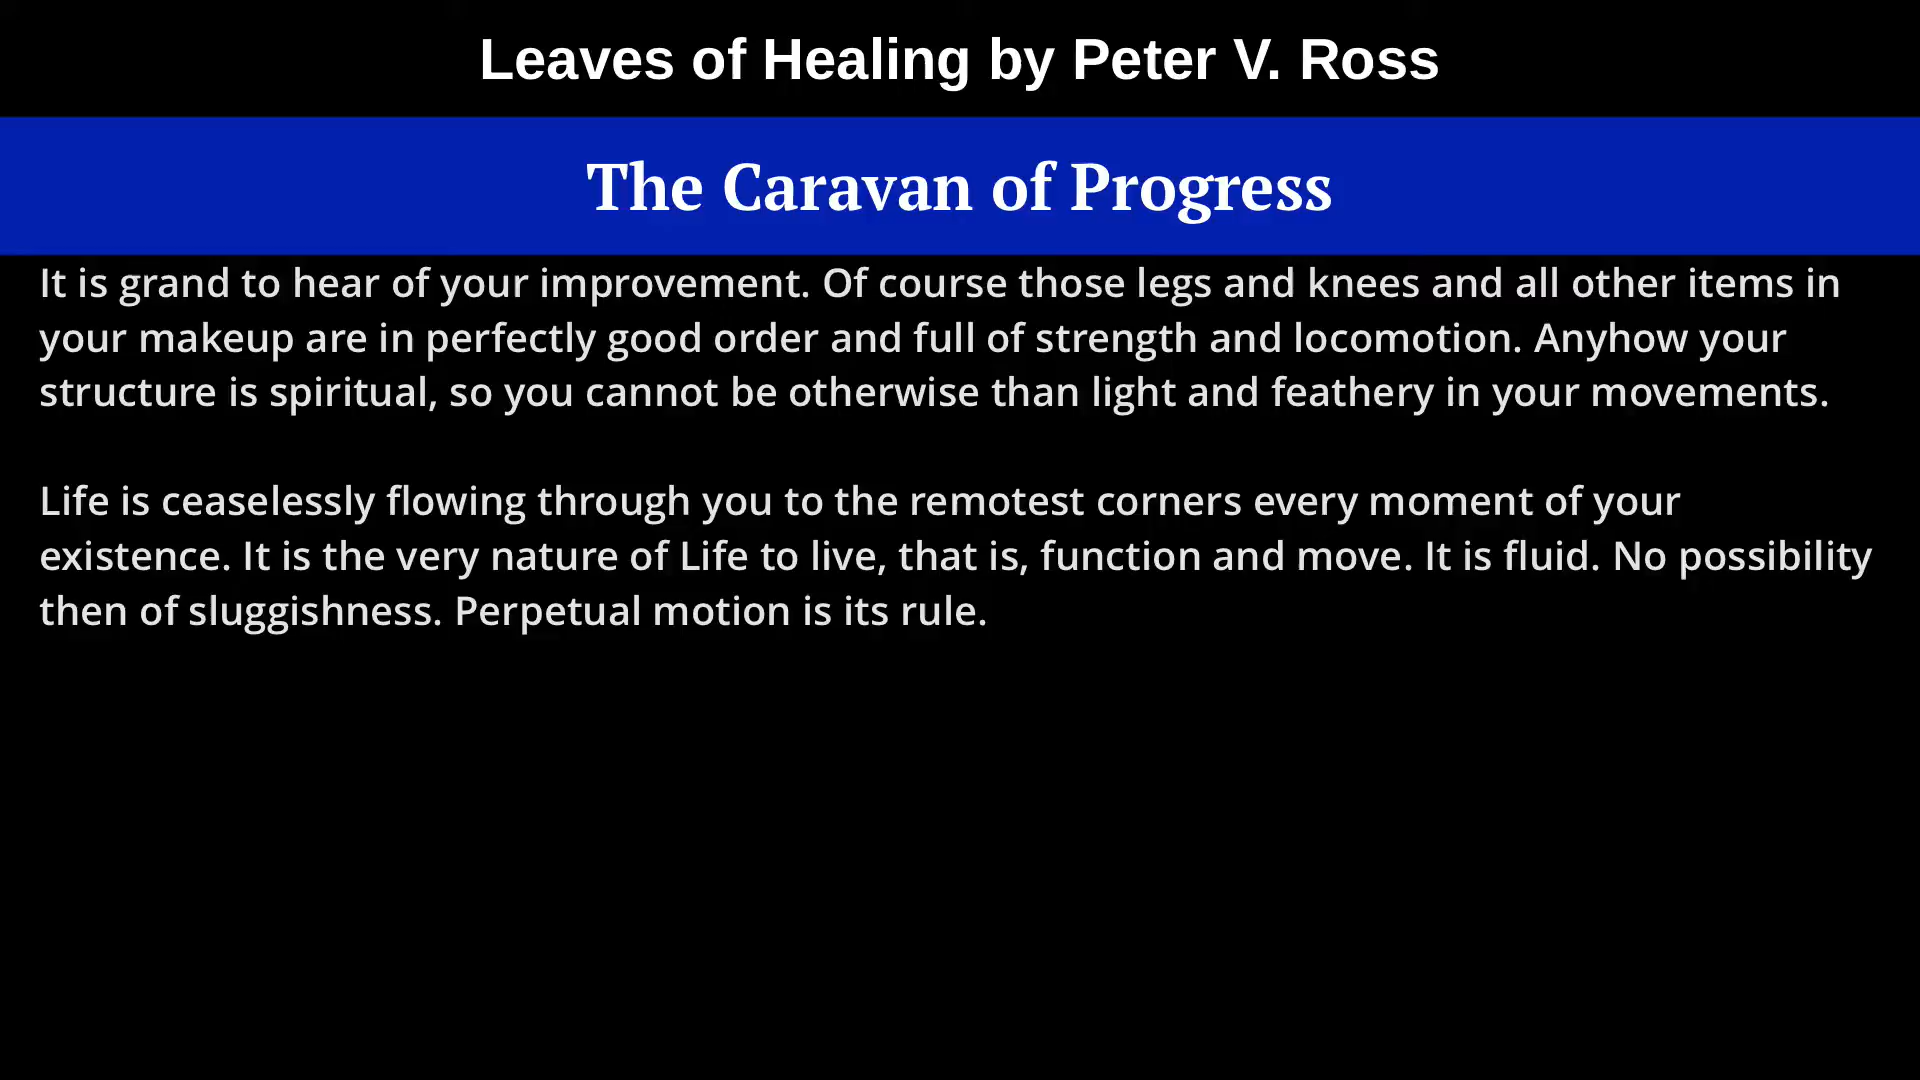 Leaves of Healing by Peter V. Ross
The Caravan of Progress
It is grand to hear of your improvement. Of course those legs and knees and all other items in
your makeup are in perfectly good order and full of strength and locomotion. Anyhow your
structure is spiritual, so you cannot be otherwise than light and feathery in your movements.
Life is ceaselessly flowing through you to the remotest corners every moment of your
existence. It is the very nature of Life to live, that is, function and move. It is fluid. No possibility
then of sluggishness. Perpetual motion is its rule.